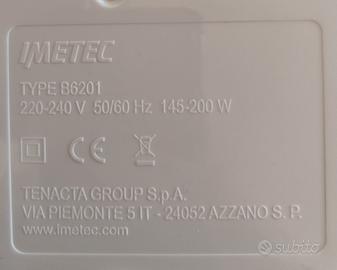 IMETEC
TYPE B6201
220-240 V 50/60 Hz 145-200 W
CE
TENACTA GROUP S.p.A.
VIA PIEMONTE 5 IT - 24052 AZZANO S. P.
www.imetec.com
subito